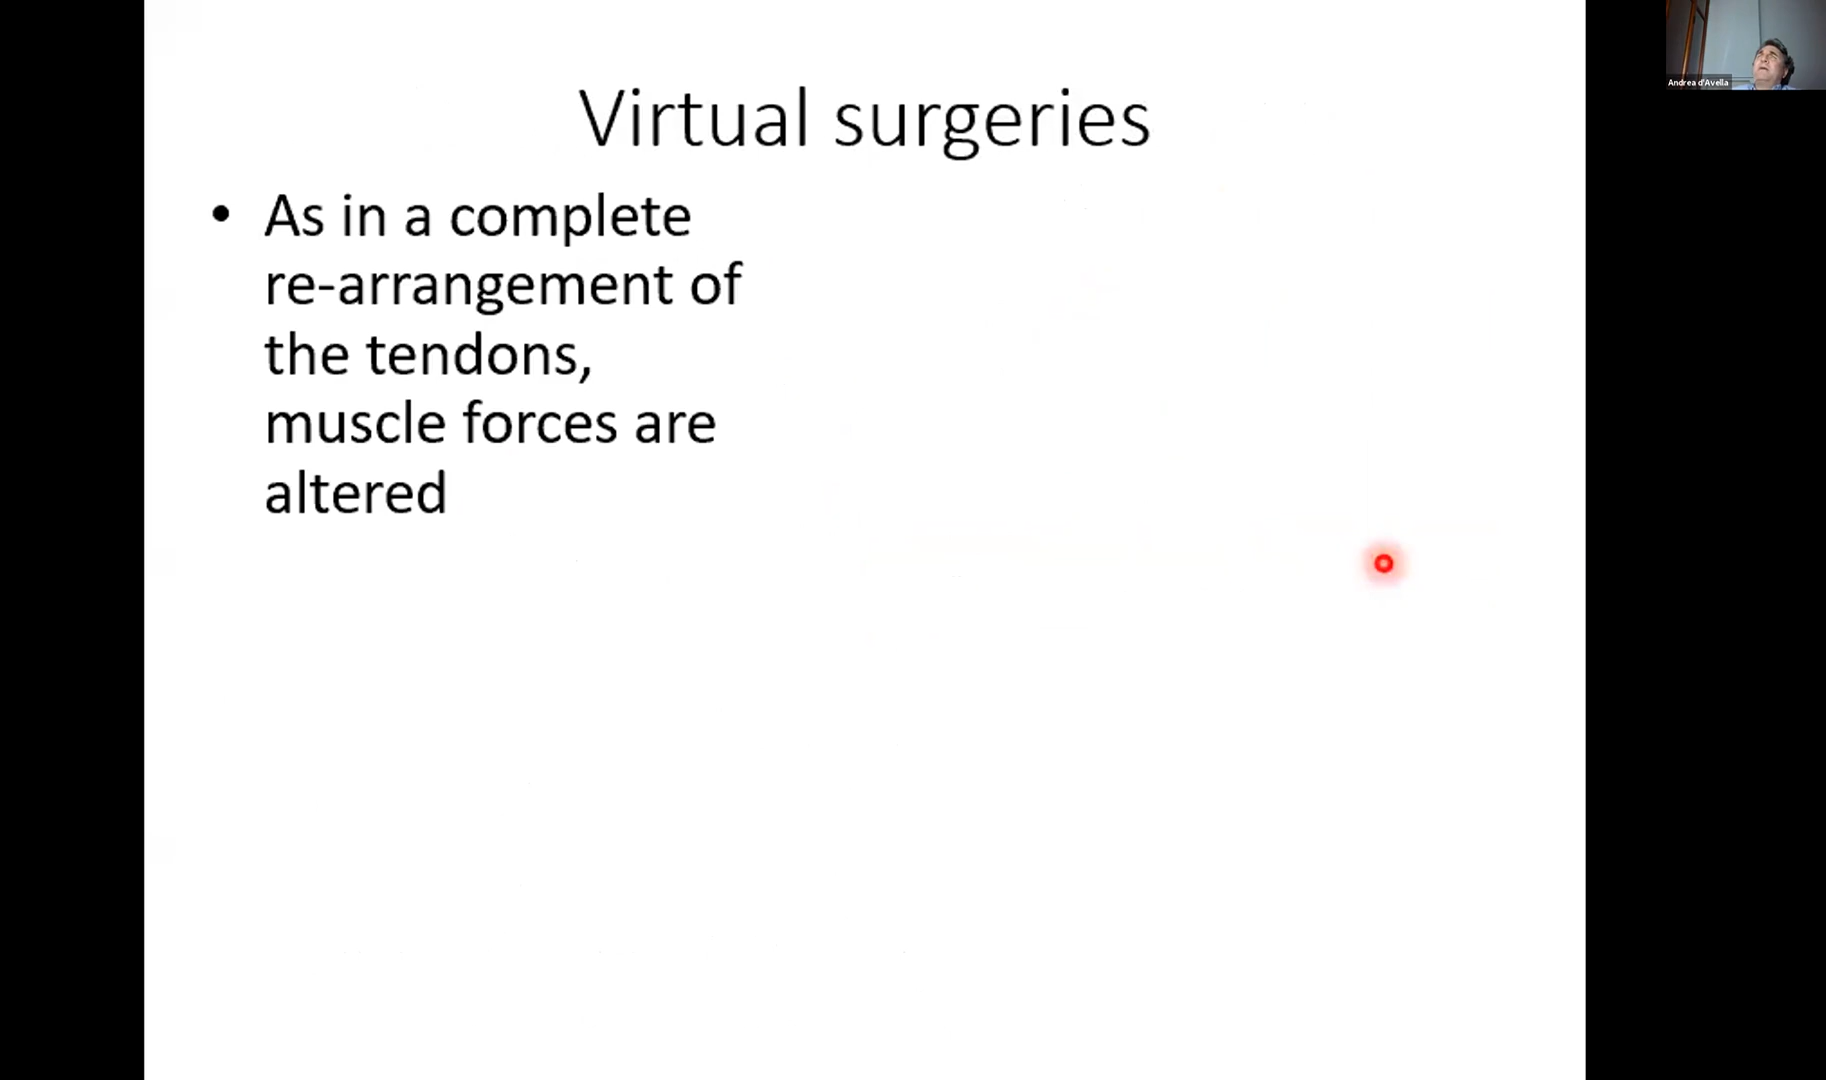 Virtual surgeries
• As in a complete
re-arrangement of
the tendons,
muscle forces are
altered
Andrea d'Avella